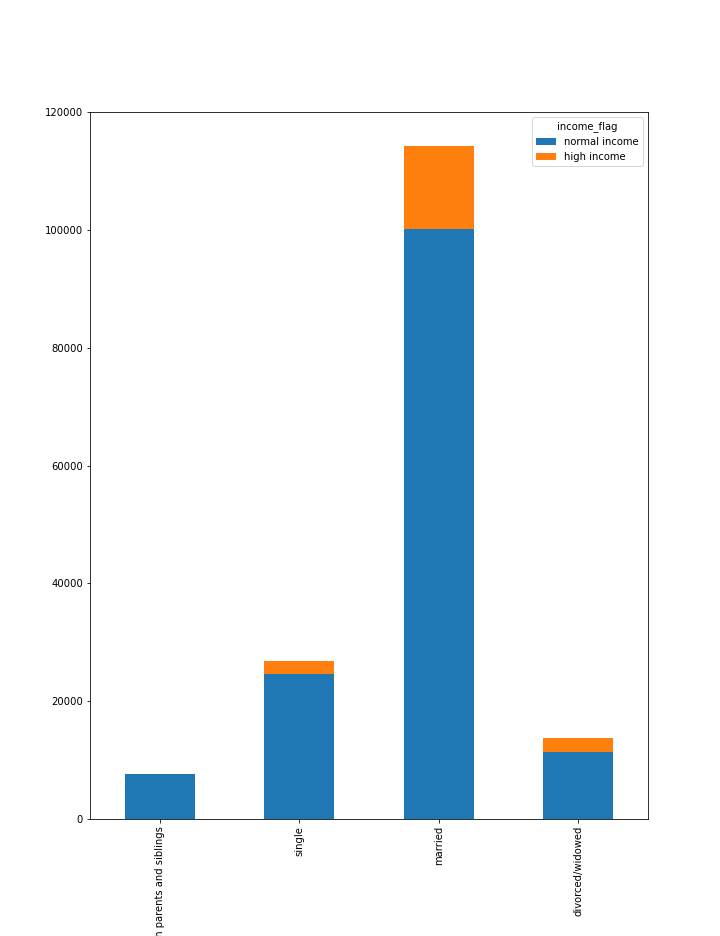 120000
100000
80000
60000
40000
20000
0
income_flag
normal income
high income
parents and siblings
single
married
divorced/widowed